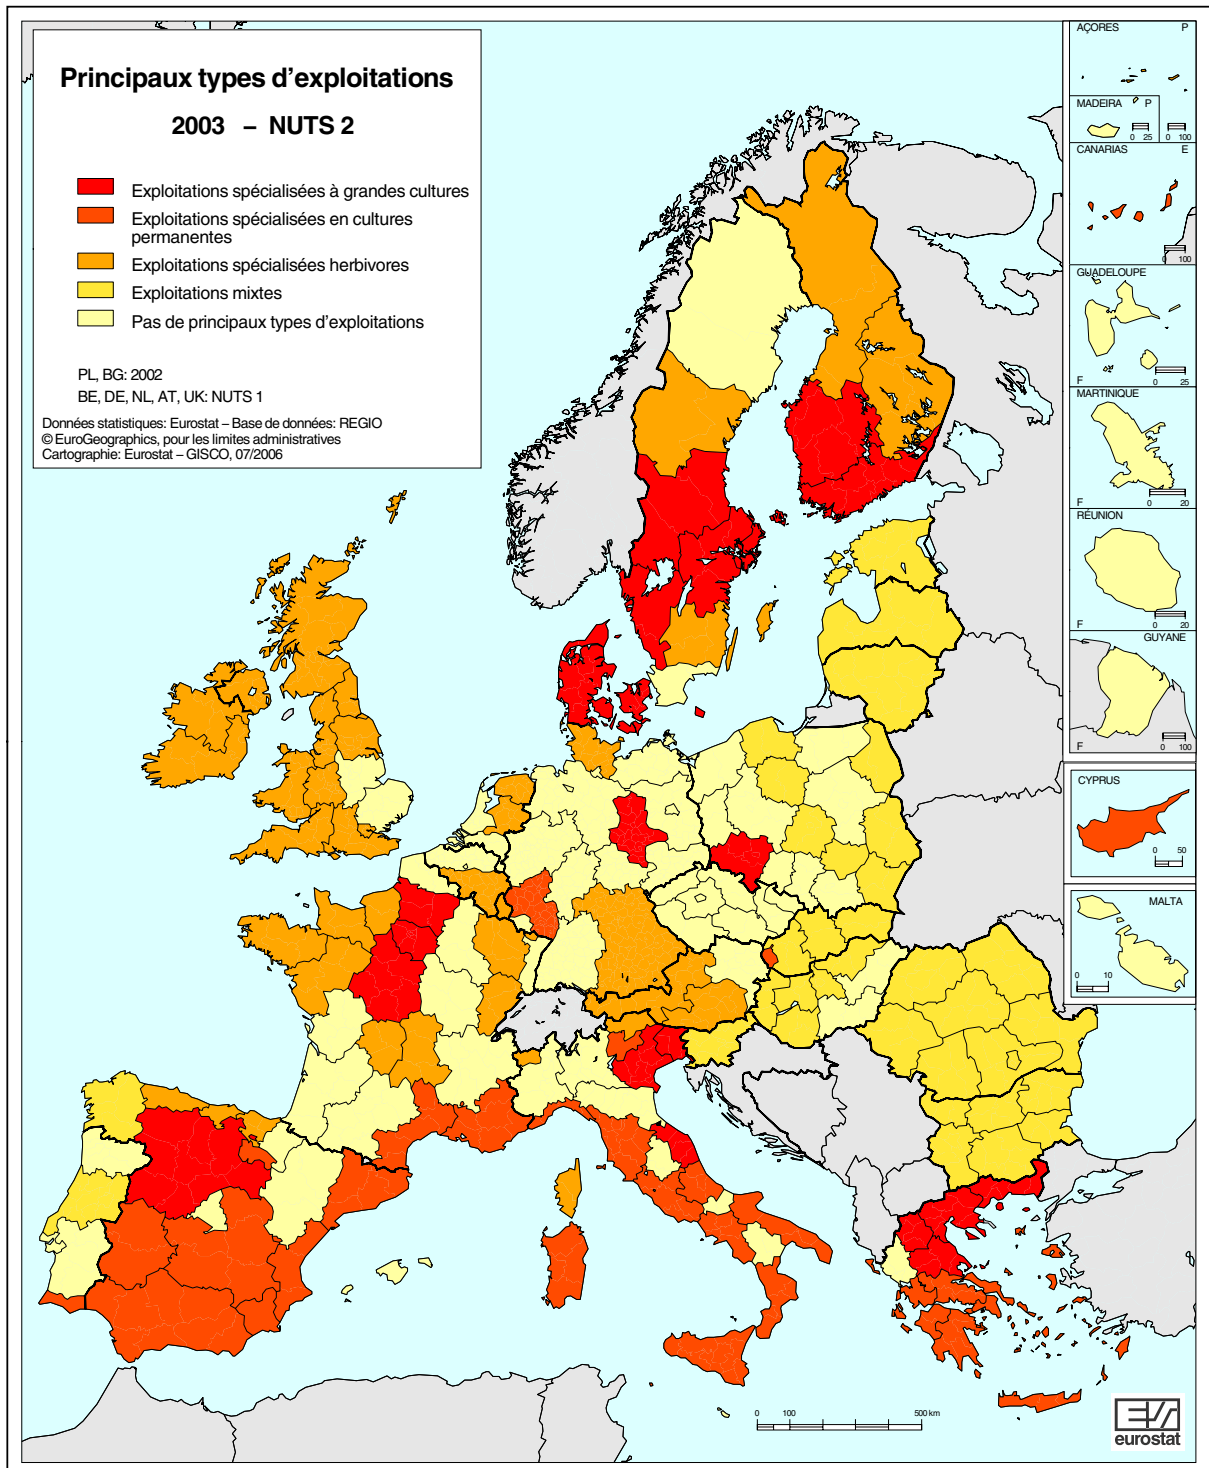 Principaux types d'exploitations
2003 – NUTS 2
Exploitations spécialisées à grandes cultures
Exploitations spécialisées en cultures
permanentes
Exploitations spécialisées herbivores
Exploitations mixtes
Pas de principaux types d'exploitations
PL, BG: 2002
BE, DE, NL, AT, UK: NUTS 1
Données statistiques: Eurostat – Base de données: REGIO
© EuroGeographics, pour les limites administratives
Cartographie: Eurostat – GISCO, 07/2006
AÇORES P
MADEIRA P
0 25 0 100
CANARIAS E
0 100
GUADELOUPE
F 0 25
MARTINIQUE
F 0 20
RÉUNION
F 0 20
GUYANE
F 0 100
CYPRUS
0 50
MALTA
0 10
0 100 500 km
eurostat